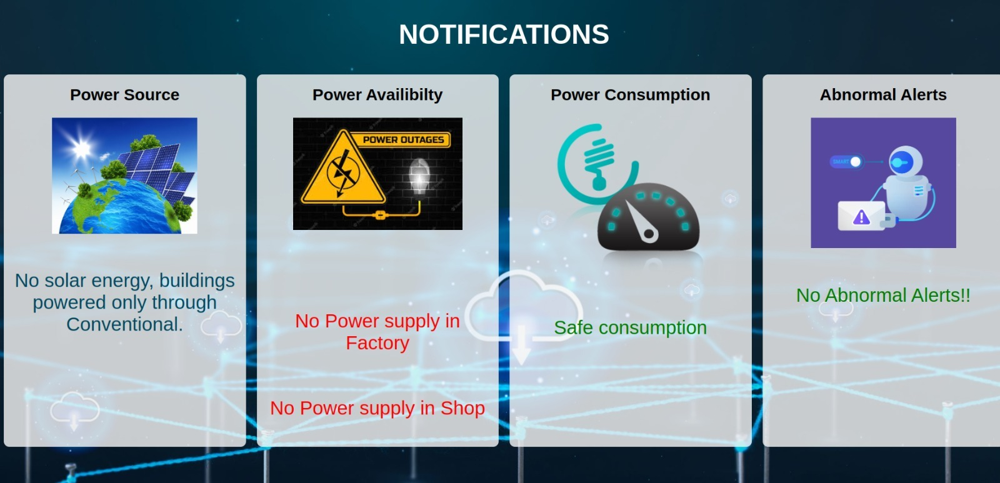 NOTIFICATIONS
Power Source
No solar energy, buildings
powered only through
Conventional.
Power Availibilty
POWER OUTAGES
No Power supply in
Factory
No Power supply in Shop
Power Consumption
Safe consumption
Abnormal Alerts
SMART
No Abnormal Alerts!!